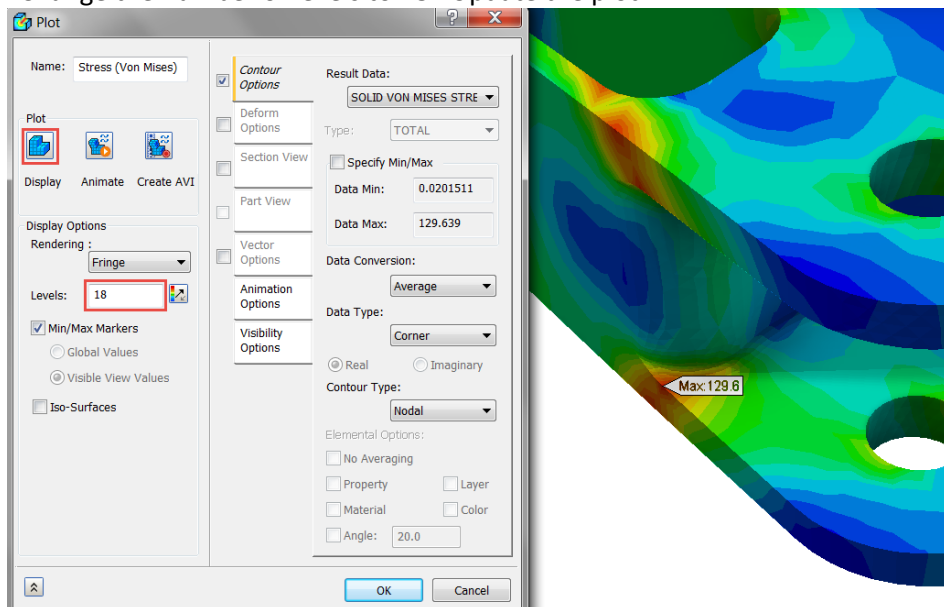 Plot
Name: Stress (Von Mises)
Plot
Display Animate Create AVI
Display Options
Rendering :
Fringe
Levels: 18
Min/Max Markers
Global Values
Visible View Values
Iso-Surfaces
Contour Options
Deform Options
Section View
Part View
Vector Options
Animation Options
Visibility Options
Result Data:
SOLID VON MISES STRE
Type: TOTAL
Specify Min/Max
Data Min: 0.0201511
Data Max: 129.639
Data Conversion:
Average
Data Type:
Corner
Real Imaginary
Contour Type:
Nodal
Elemental Options:
No Averaging
Property Layer
Material Color
Angle: 20.0
OK Cancel
Max:129.6